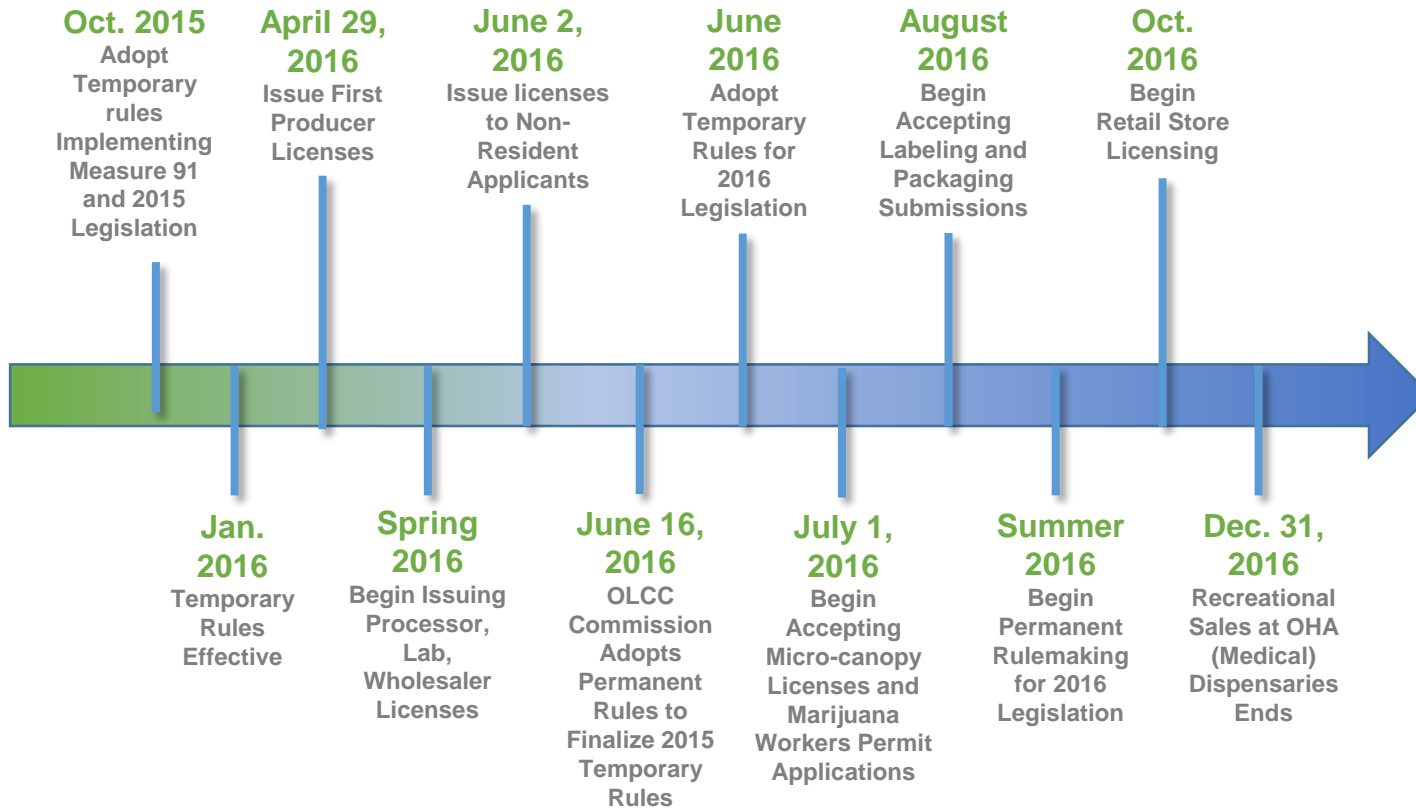 Oct. 2015
Adopt
Temporary
rules
Implementing
Measure 91
and 2015
Legislation
April 29,
2016
Issue First
Producer
Licenses
June 2,
2016
Issue licenses
to Non-
Resident
Applicants
June
2016
Adopt
Temporary
Rules for
2016
Legislation
August
2016
Begin
Accepting
Labeling and
Packaging
Submissions
Oct.
2016
Begin
Retail Store
Licensing
Jan.
2016
Temporary
Rules
Effective
Spring
2016
Begin Issuing
Processor,
Lab,
Wholesaler
Licenses
June 16,
2016
OLCC
Commission
Adopts
Permanent
Rules to
Finalize 2015
Temporary
Rules
July 1,
2016
Begin
Accepting
Micro-canopy
Licenses and
Marijuana
Workers Permit
Applications
Summer
2016
Begin
Permanent
Rulemaking
for 2016
Legislation
Dec. 31,
2016
Recreational
Sales at OHA
(Medical)
Dispensaries
Ends